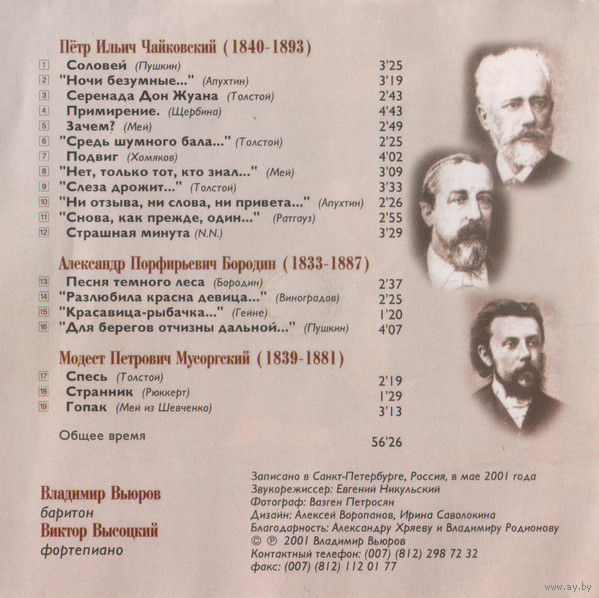 Пётр Ильич Чайковский (1840-1893)
1 Соловей (Пушкин) 3'25
2 "Ночи безумные..." (Апухтин) 3'19
3 Серенада Дон Жуана (Толстой) 2'43
4 Примирение. (Щербина) 4'43
5 Зачем? (Мей) 2'49
6 "Средь шумного бала..." (Толстой) 2'25
7 Подвиг (Хомяков) 4'02
8 "Нет, только тот, кто знал..." (Мей) 3'09
9 "Слеза дрожит..." (Толстой) 3'33
10 "Ни отзыва, ни слова, ни привета..." (Апухтин) 2'26
11 "Снова, как прежде, один..." (Ратгауз) 2'55
12 Страшная минута (N.N.) 3'29
Александр Порфирьевич Бородин (1833-1887)
13 Песня темного леса (Бородин) 2'37
14 "Разлюбила красна девица..." (Виноградов) 2'25
15 "Красавица-рыбачка..." (Гейне) 1'20
16 "Для берегов отчизны дальной..." (Пушкин) 4'07
Модест Петрович Мусоргский (1839-1881)
17 Спесь (Толстой) 2'19
18 Странник (Рюккерт) 1'29
19 Гопак (Мей из Шевченко) 3'13
Общее время 56'26
Владимир Вьюров
баритон
Виктор Высоцкий
фортепиано
Записано в Санкт-Петербурге, Россия, в мае 2001 года
Звукорежиссер: Евгений Никульский
Фотограф: Вазген Петросян
Дизайн: Алексей Воропанов, Ирина Саволокина
Благодарность: Александру Хряеву и Владимиру Родионову
© ℗ 2001 Владимир Вьюров
Контактный телефон: (007) (812) 298 72 32
факс: (007) (812) 112 01 77
www.ay.by